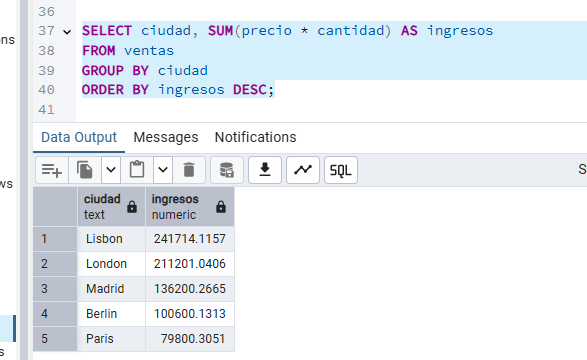 36
37 SELECT ciudad, SUM(precio * cantidad) AS ingresos
ons
38 FROM ventas
39 GROUP BY ciudad
40 ORDER BY ingresos DESC;
41
Data Output Messages Notifications
SQL
S
ws
ciudad ingresos
text numeric
1 Lisbon 241714.1157
2 London 211201.0406
3 Madrid 136200.2665
4 Berlin 100600.1313
5 Paris 79800.3051
s